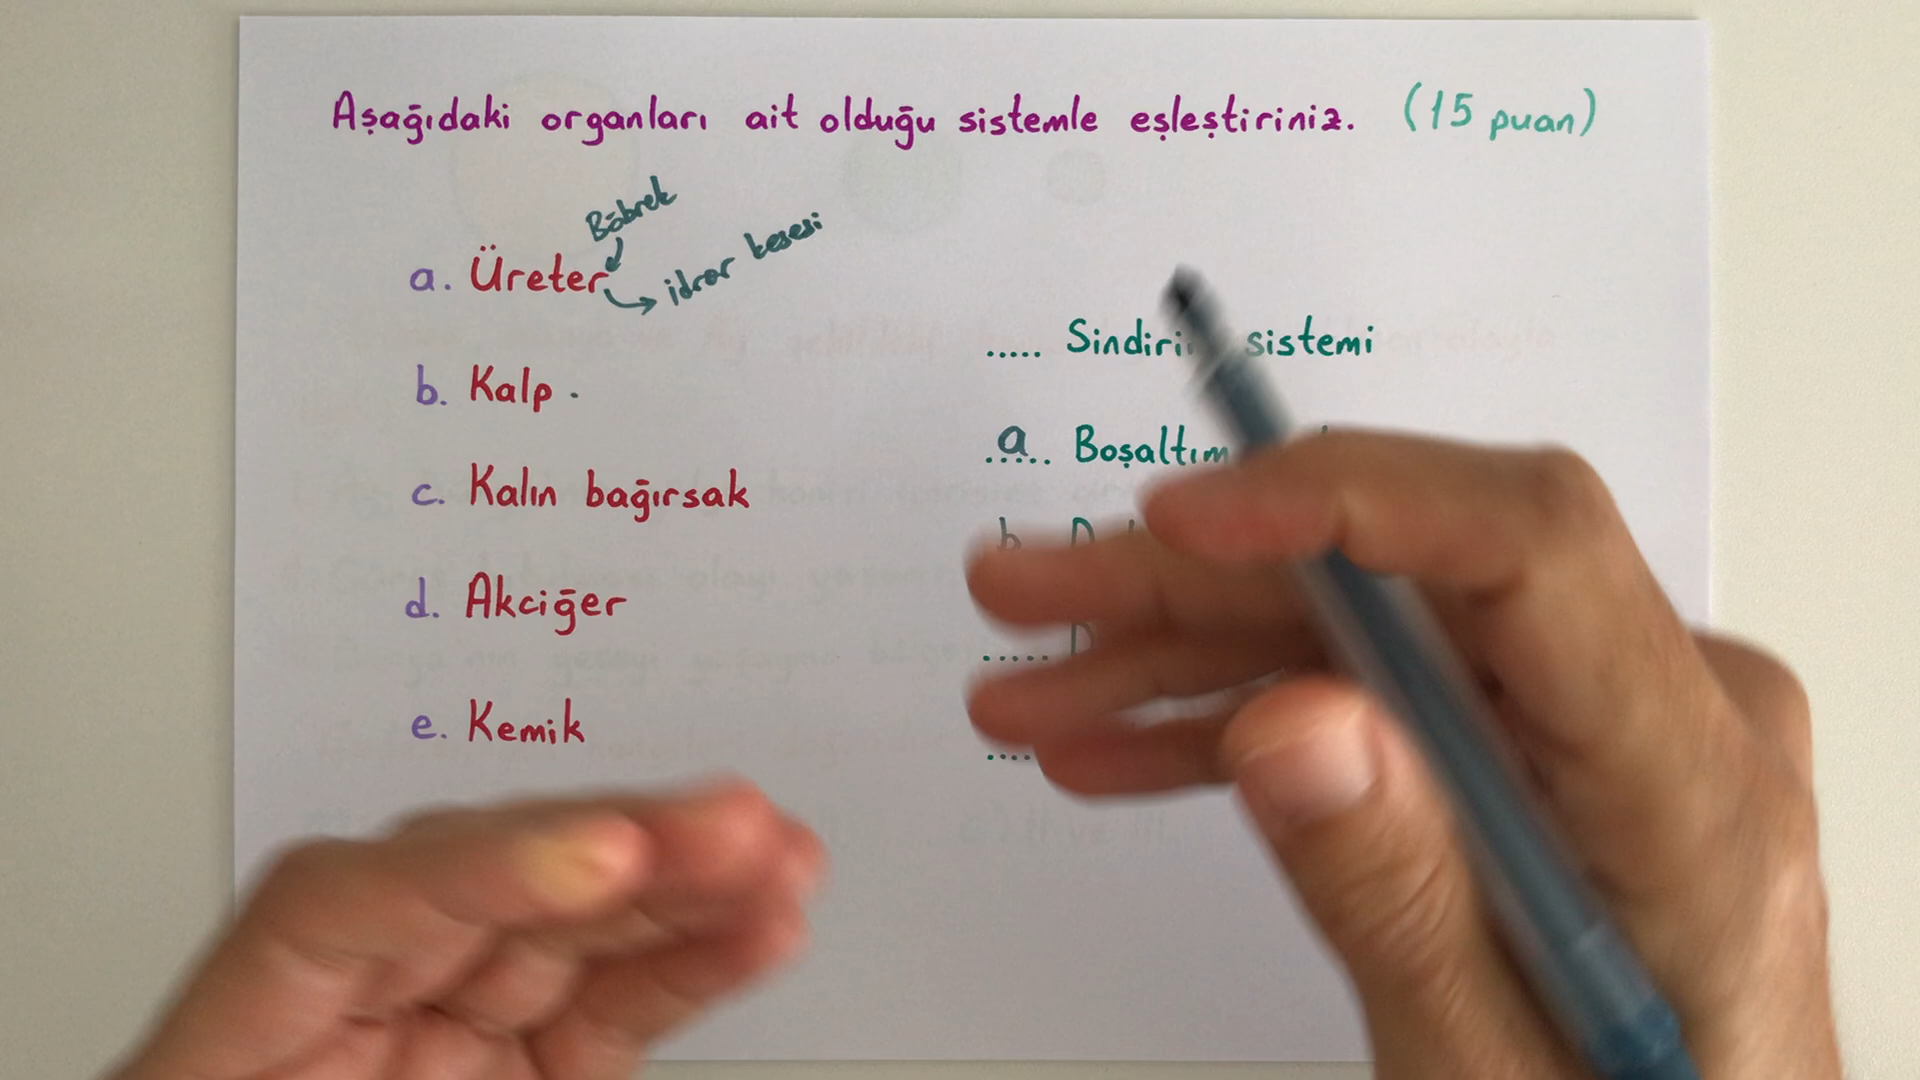 Aşağıdaki organları ait olduğu sistemle eşleştiriniz. (15 puan)
Böbrek
a. Üreter
idrar kesesi
b. Kalp
c. Kalın bağırsak
d. Akciğer
e. Kemik
..... sistemi
a Boşaltım
b